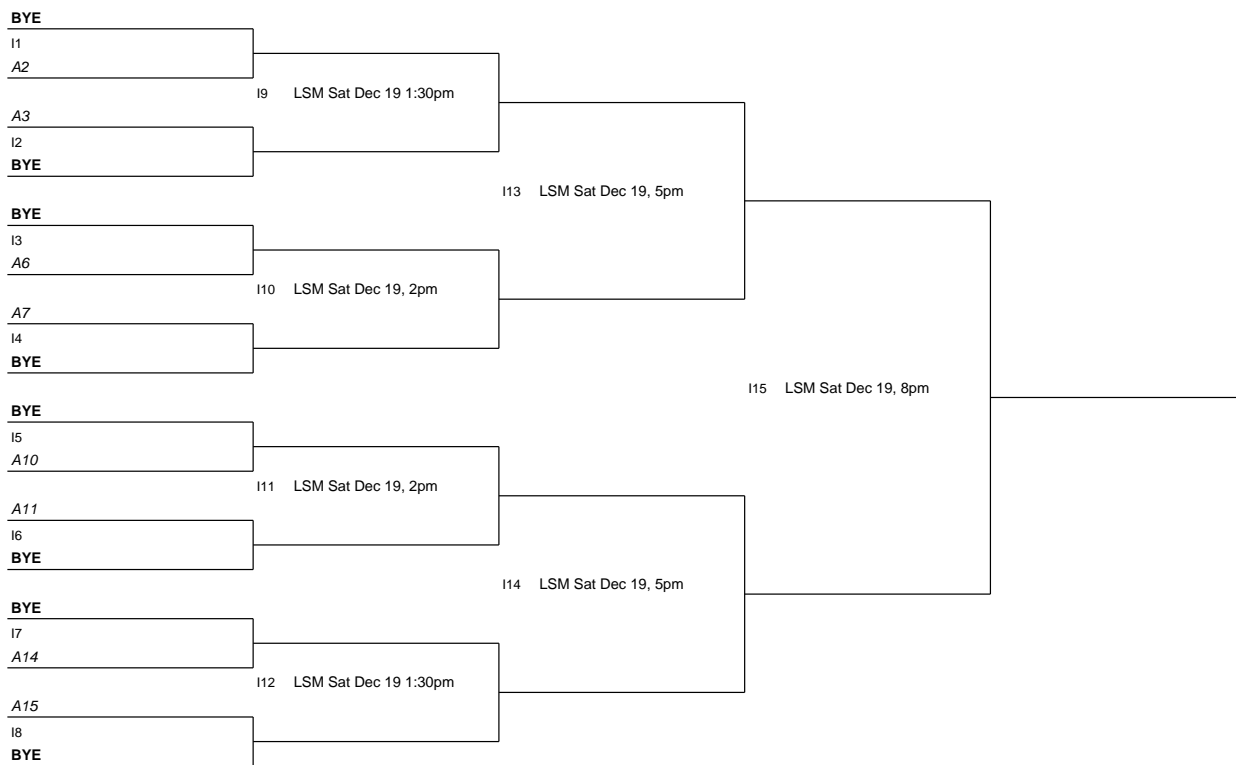 BYE
I1
A2
I9 LSM Sat Dec 19 1:30pm
A3
I2
BYE
I13 LSM Sat Dec 19, 5pm
BYE
I3
A6
I10 LSM Sat Dec 19, 2pm
A7
I4
BYE
I15 LSM Sat Dec 19, 8pm
BYE
I5
A10
I11 LSM Sat Dec 19, 2pm
A11
I6
BYE
I14 LSM Sat Dec 19, 5pm
BYE
I7
A14
I12 LSM Sat Dec 19 1:30pm
A15
I8
BYE